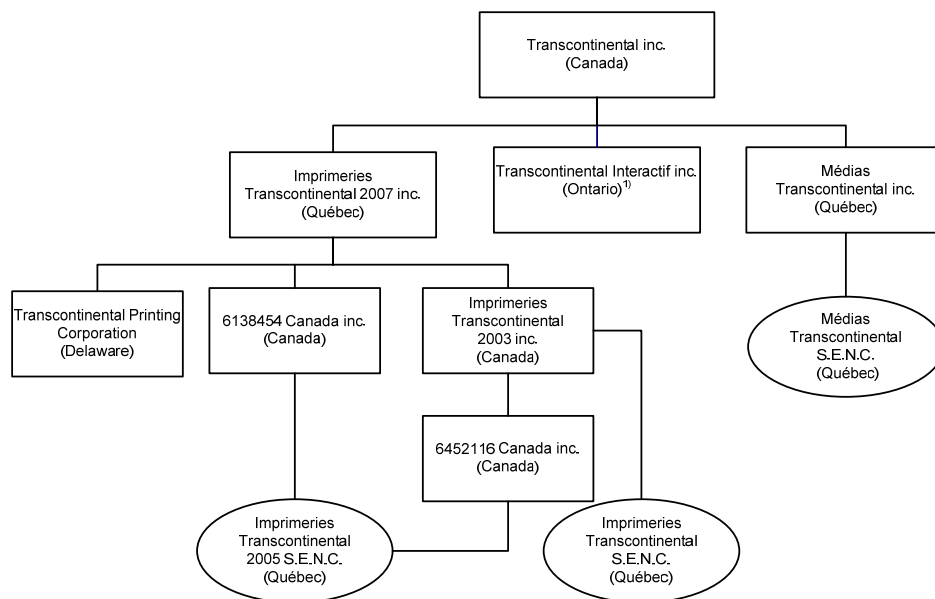 Transcontinental inc.
(Canada)
Imprimeries
Transcontinental 2007 inc.
(Québec)
Transcontinental Interactif inc.
(Ontario)¹⁾
Médias
Transcontinental inc.
(Québec)
Transcontinental Printing
Corporation
(Delaware)
6138454 Canada inc.
(Canada)
Imprimeries
Transcontinental
2003 inc.
(Canada)
Médias
Transcontinental
S.E.N.C.
(Québec)
6452116 Canada inc.
(Canada)
Imprimeries
Transcontinental
2005 S.E.N.C.
(Québec)
Imprimeries
Transcontinental
S.E.N.C.
(Québec)